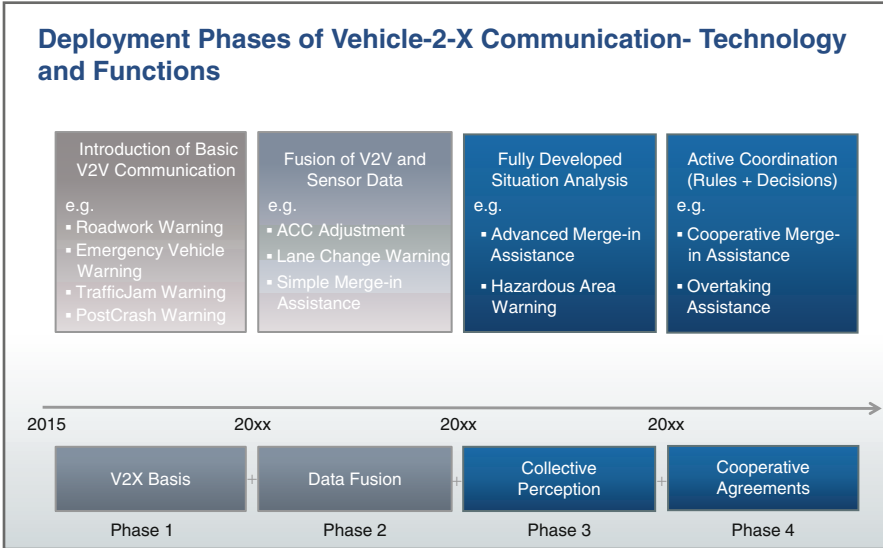 Deployment Phases of Vehicle-2-X Communication- Technology
and Functions
Introduction of Basic
V2V Communication
e.g.
▪ Roadwork Warning
▪ Emergency Vehicle
Warning
▪ TrafficJam Warning
▪ PostCrash Warning
Fusion of V2V and
Sensor Data
e.g.
▪ ACC Adjustment
▪ Lane Change Warning
▪ Simple Merge-in
Assistance
Fully Developed
Situation Analysis
e.g.
▪ Advanced Merge-in
Assistance
▪ Hazardous Area
Warning
Active Coordination
(Rules + Decisions)
e.g.
▪ Cooperative Merge-
in Assistance
▪ Overtaking
Assistance
2015 20xx 20xx 20xx
V2X Basis
+
Data Fusion
+
Collective
Perception
+
Cooperative
Agreements
Phase 1 Phase 2 Phase 3 Phase 4